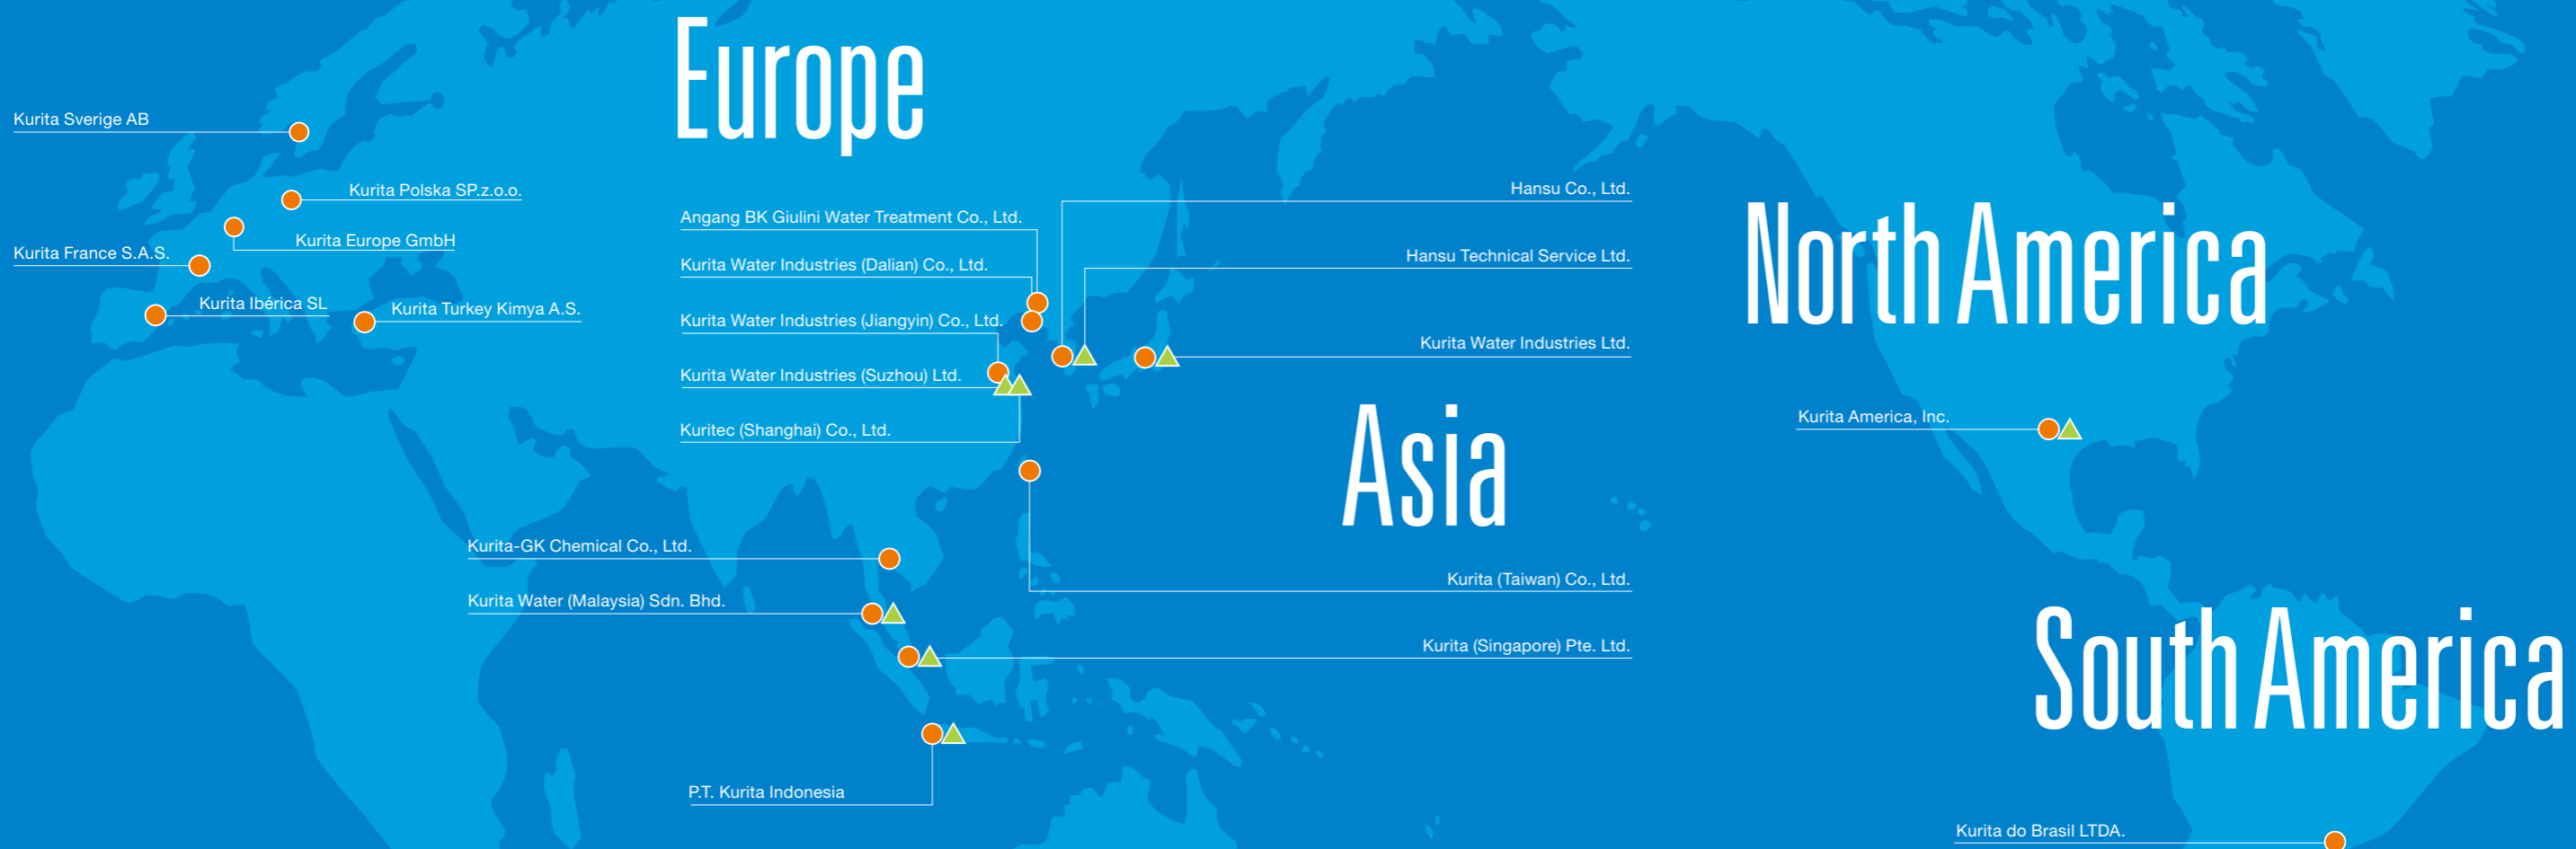 Europe
Kurita Sverige AB
Kurita Polska SP.z.o.o.
Kurita Europe GmbH
Kurita France S.A.S.
Kurita Ibérica SL
Kurita Turkey Kimya A.S.
Angang BK Giulini Water Treatment Co., Ltd.
Kurita Water Industries (Dalian) Co., Ltd.
Kurita Water Industries (Jiangyin) Co., Ltd.
Kurita Water Industries (Suzhou) Ltd.
Kuritec (Shanghai) Co., Ltd.
Hansu Co., Ltd.
Hansu Technical Service Ltd.
Kurita Water Industries Ltd.
Asia
Kurita-GK Chemical Co., Ltd.
Kurita Water (Malaysia) Sdn. Bhd.
Kurita (Taiwan) Co., Ltd.
Kurita (Singapore) Pte. Ltd.
P.T. Kurita Indonesia
North America
Kurita America, Inc.
South America
Kurita do Brasil LTDA.